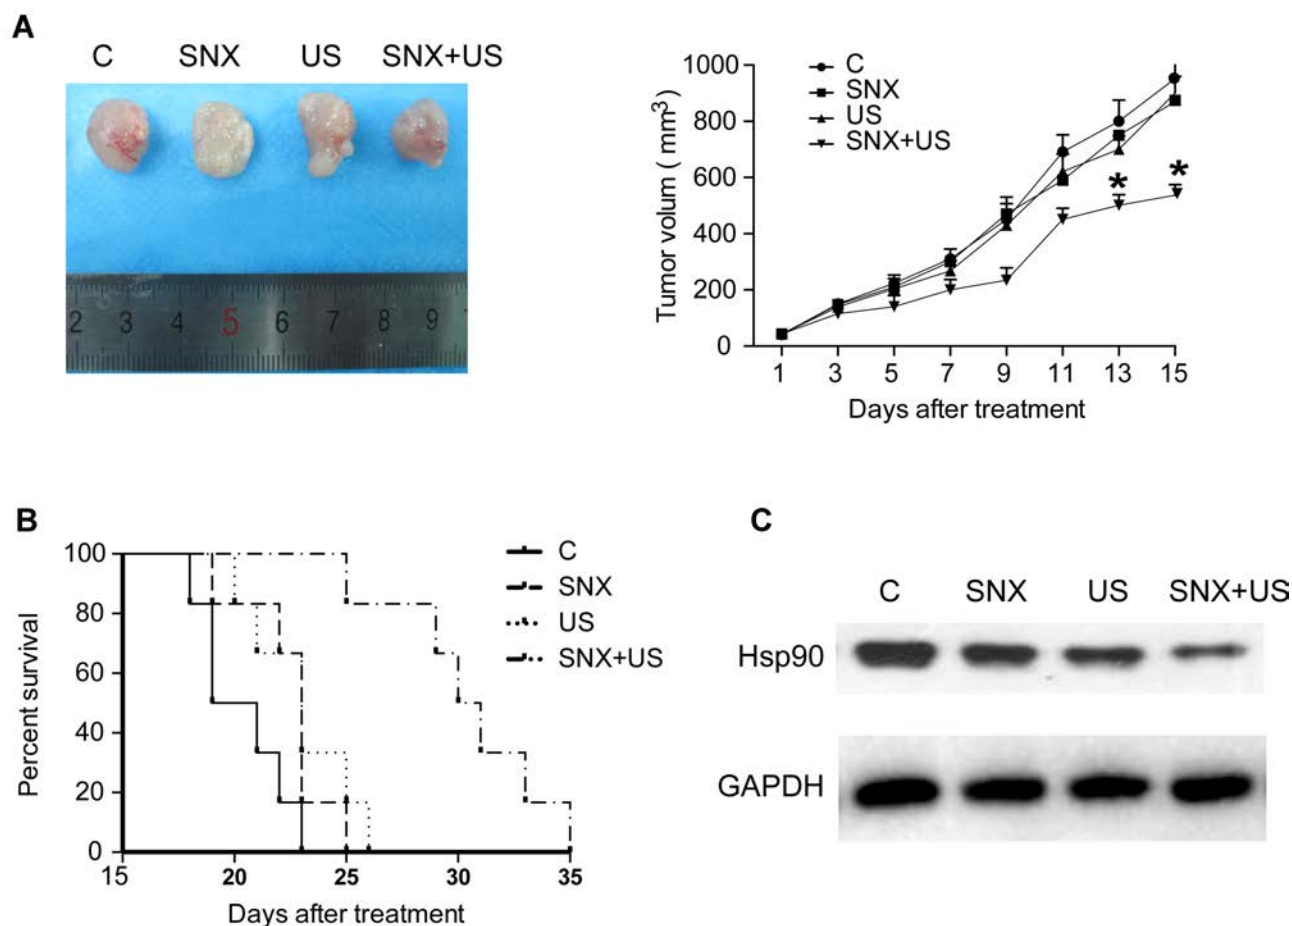 A
C SNX US SNX+US
2 3 4 5 6 7 8 9
Tumor volum ( mm³)
1000
800
600
400
200
0
C
SNX
US
SNX+US
* *
1 3 5 7 9 11 13 15
Days after treatment
B
Percent survival
100
80
60
40
20
0
C
SNX
US
SNX+US
15 20 25 30 35
Days after treatment
C
C SNX US SNX+US
Hsp90
GAPDH